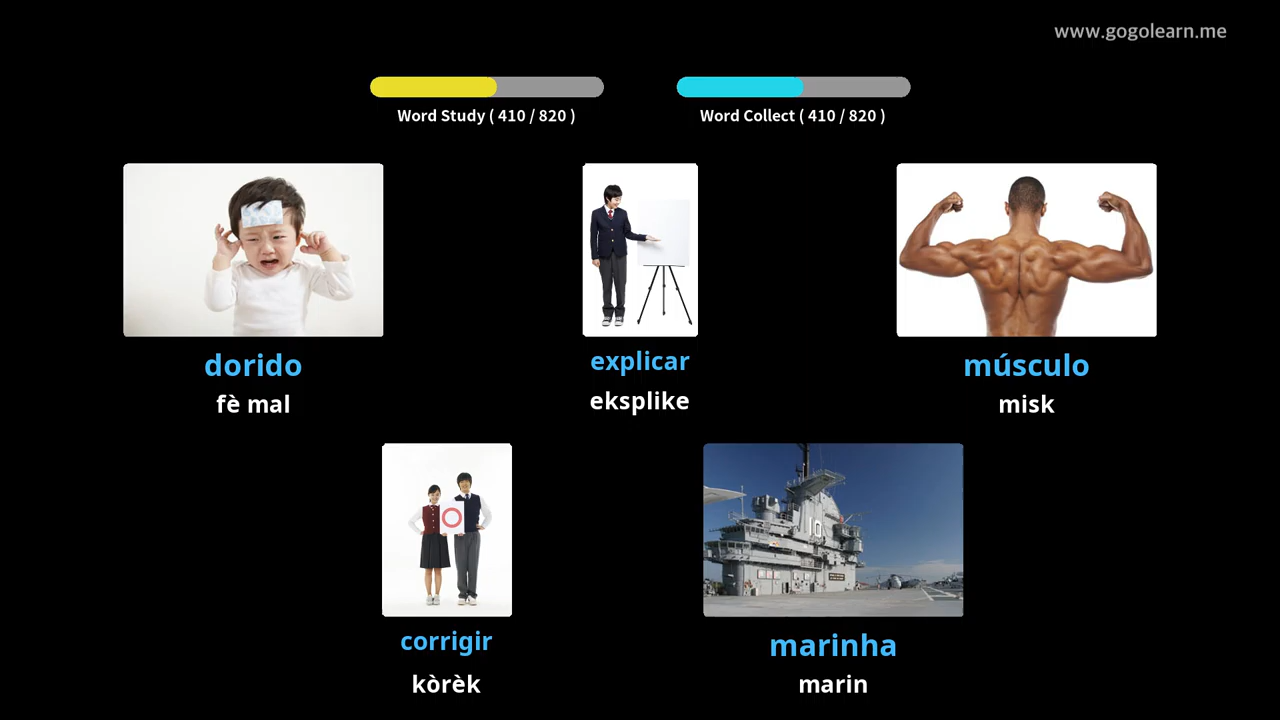 www.gogolearn.me
Word Study ( 410 / 820 )
Word Collect ( 410 / 820 )
dorido
fè mal
explicar
eksplike
músculo
misk
10
corrigir
kòrèk
marinha
marin